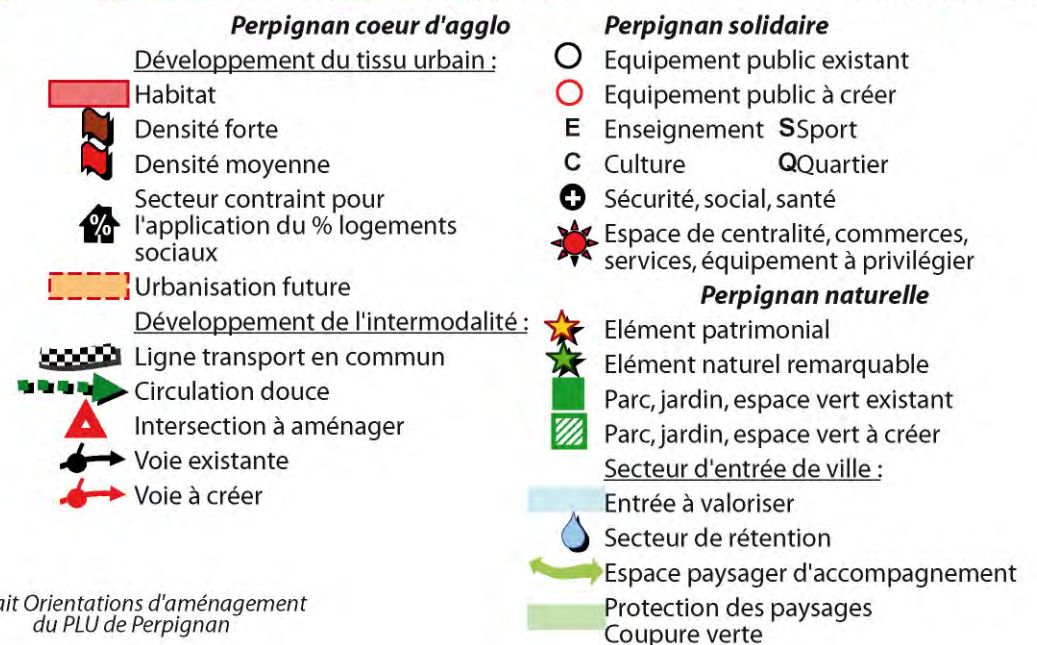 Perpignan coeur d'agglo
Développement du tissu urbain :
Habitat
Densité forte
Densité moyenne
%
Secteur contraint pour
l'application du % logements
sociaux
Urbanisation future
Développement de l'intermodalité :
Ligne transport en commun
Circulation douce
Intersection à aménager
Voie existante
Voie à créer
ait Orientations d'aménagement
du PLU de Perpignan
Perpignan solidaire
Equipement public existant
Equipement public à créer
E Enseignement S Sport
C Culture Q Quartier
Sécurité, social, santé
Espace de centralité, commerces,
services, équipement à privilégier
Perpignan naturelle
Elément patrimonial
Elément naturel remarquable
Parc, jardin, espace vert existant
Parc, jardin, espace vert à créer
Secteur d'entrée de ville :
Entrée à valoriser
Secteur de rétention
Espace paysager d'accompagnement
Protection des paysages
Coupure verte